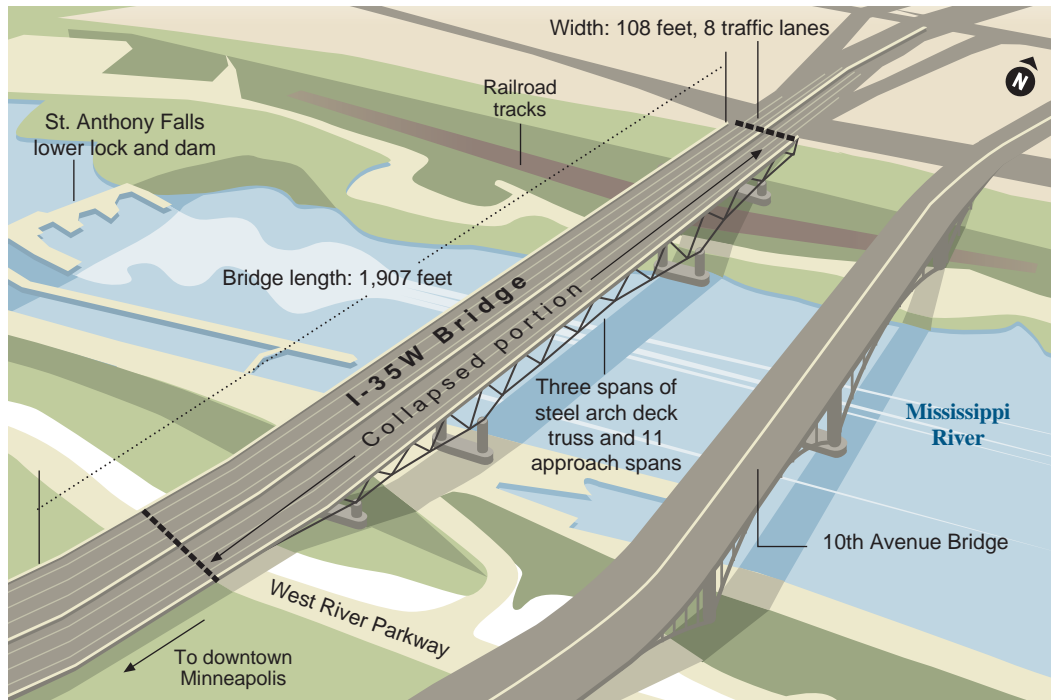 Width: 108 feet, 8 traffic lanes
N
Railroad
tracks
St. Anthony Falls
lower lock and dam
Bridge length: 1,907 feet
I-35W Bridge
Collapsed portion
Three spans of
steel arch deck
truss and 11
approach spans
Mississippi
River
10th Avenue Bridge
West River Parkway
To downtown
Minneapolis